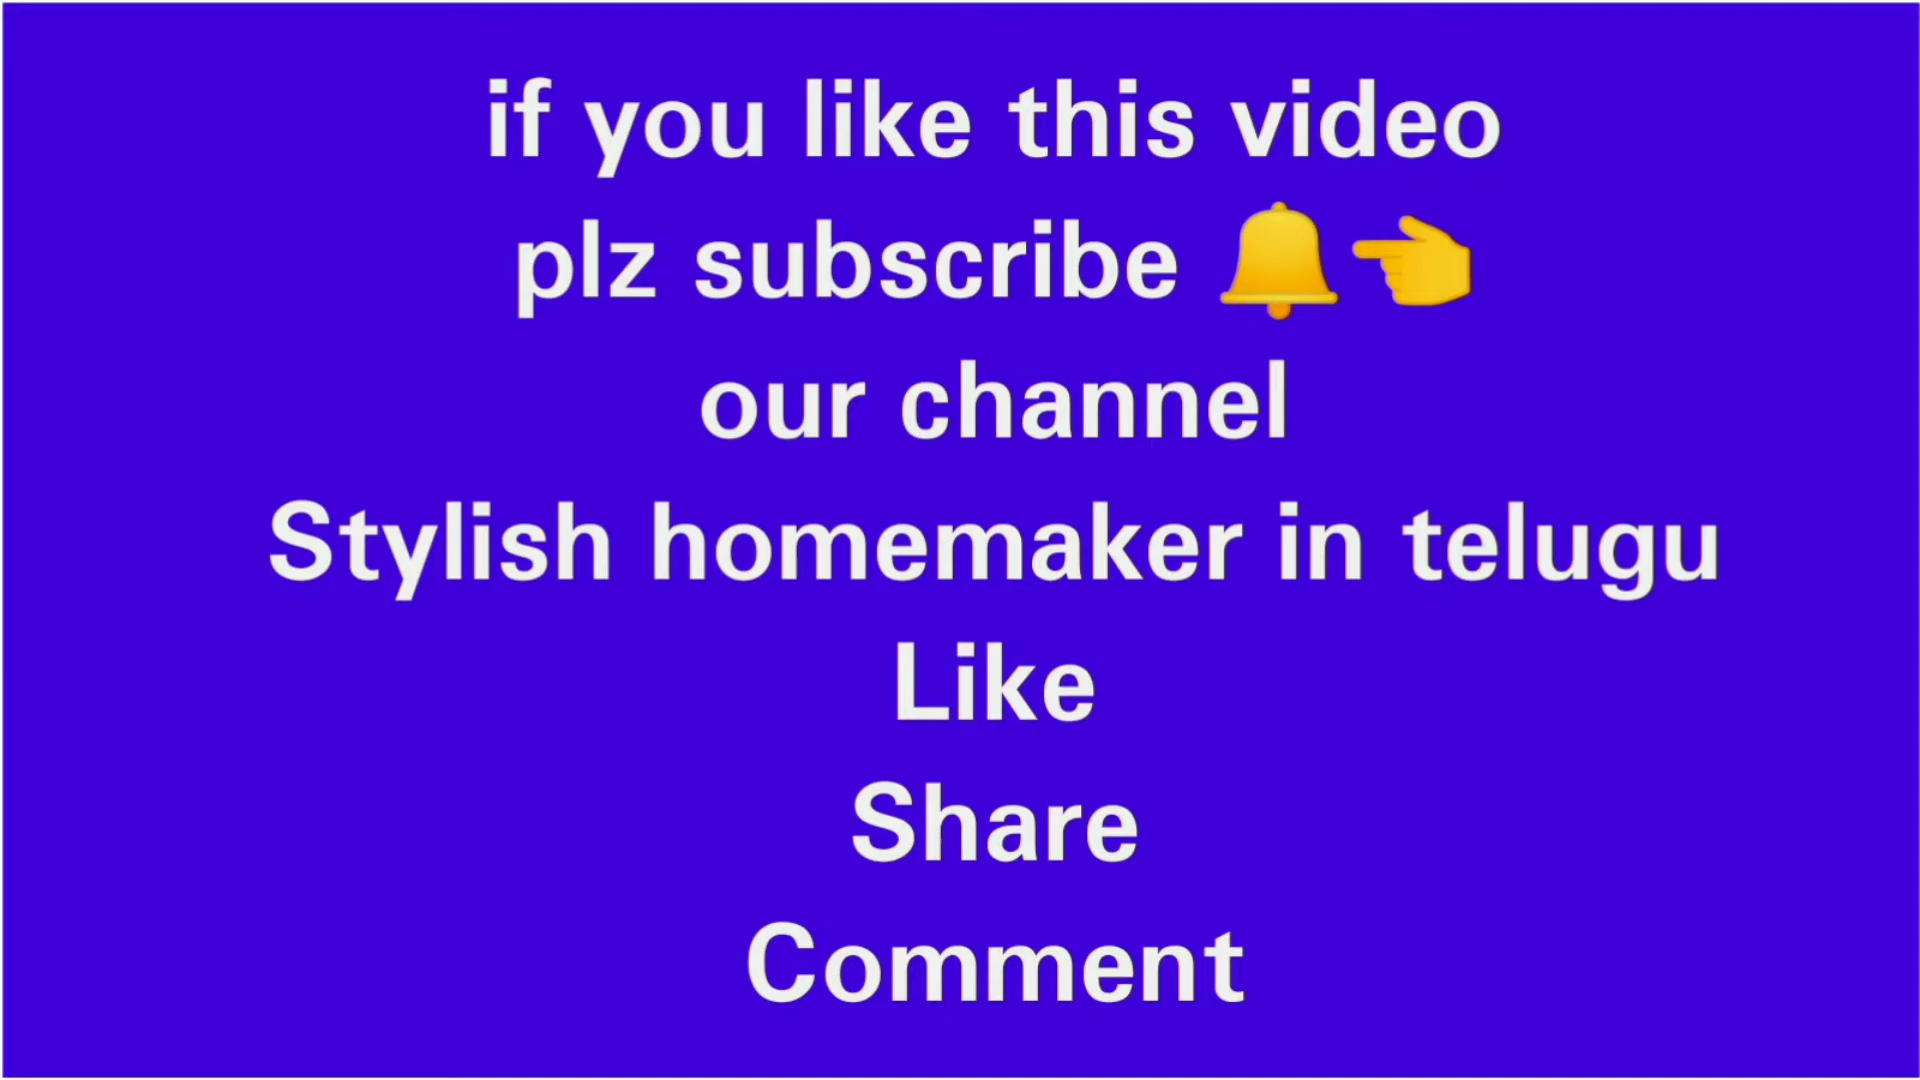 if you like this video
plz subscribe 🔔👈
our channel
Stylish homemaker in telugu
Like
Share
Comment